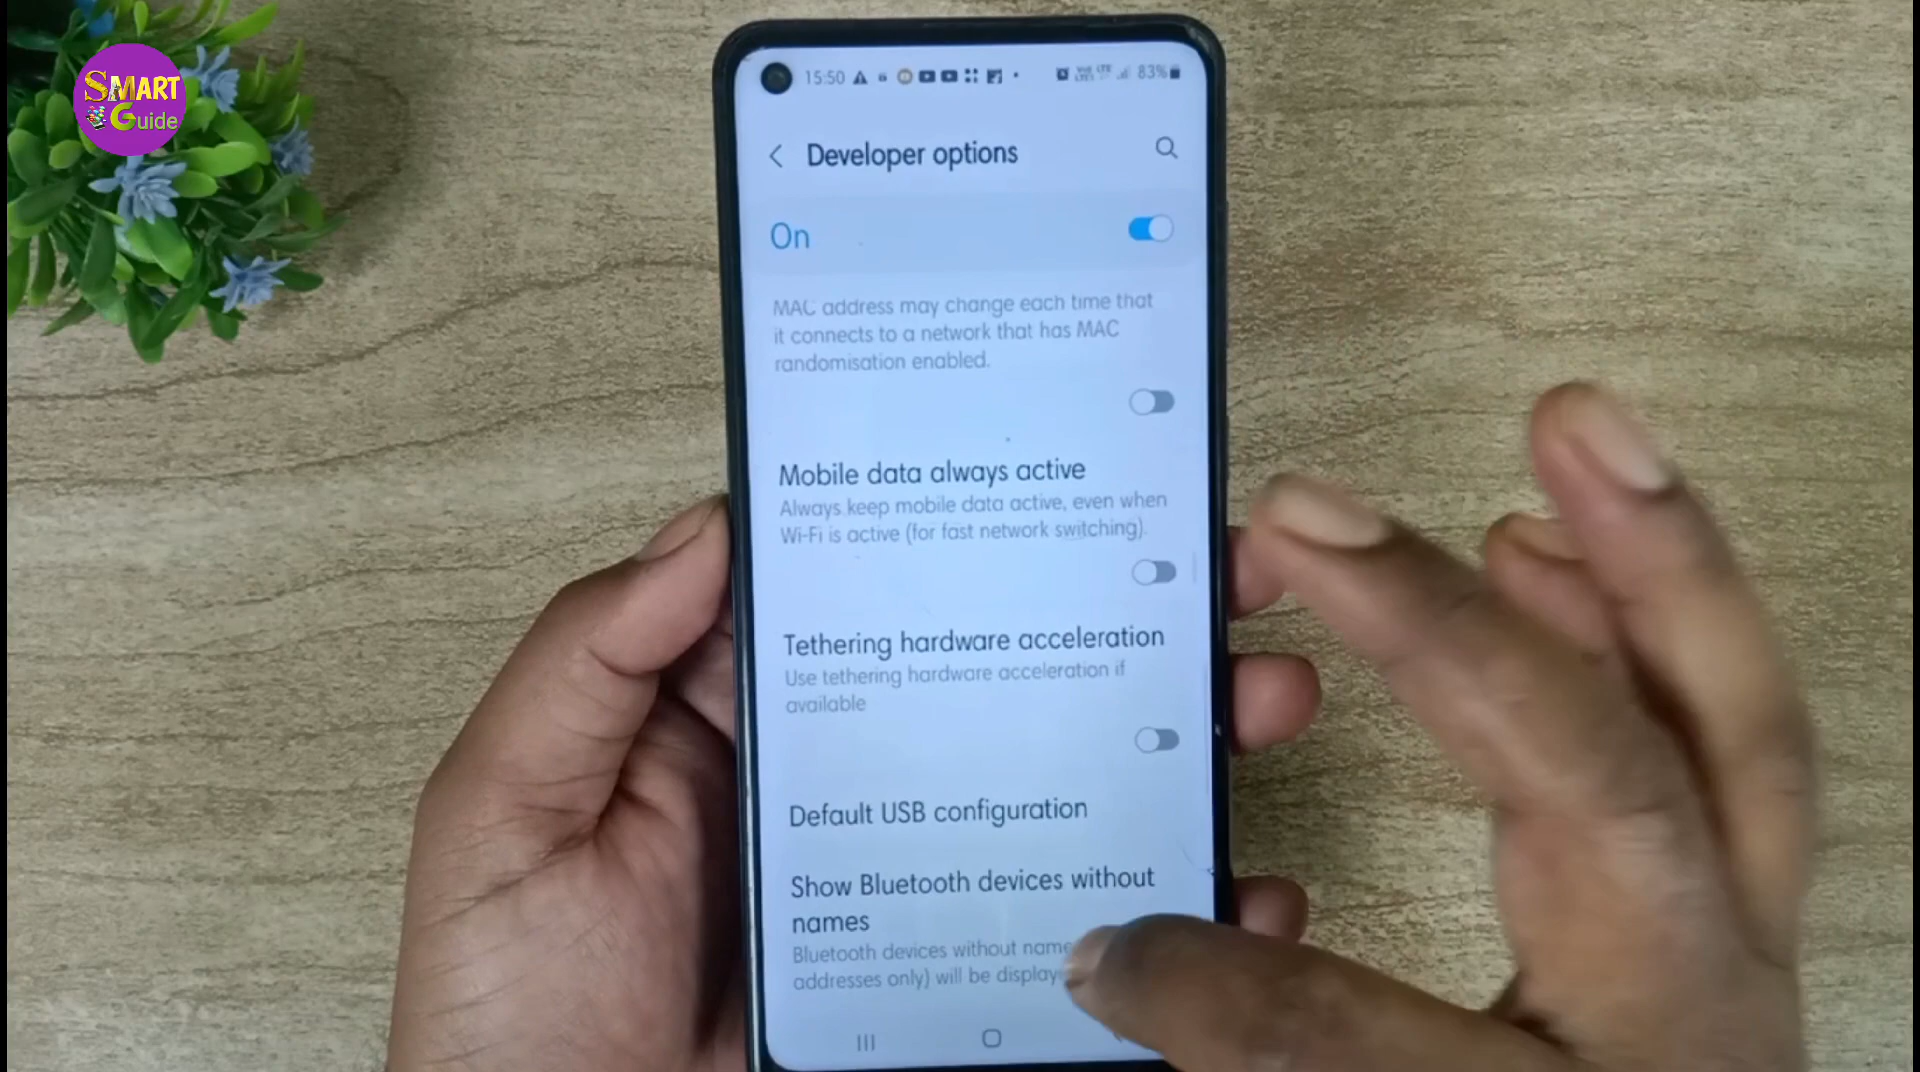 SMART
Guide
15:50
83%
Developer options
On
MAC address may change each time that
it connects to a network that has MAC
randomisation enabled.
Mobile data always active
Always keep mobile data active, even when
Wi-Fi is active (for fast network switching).
Tethering hardware acceleration
Use tethering hardware acceleration if
available
Default USB configuration
Show Bluetooth devices without
names
Bluetooth devices without name
addresses only) will be display